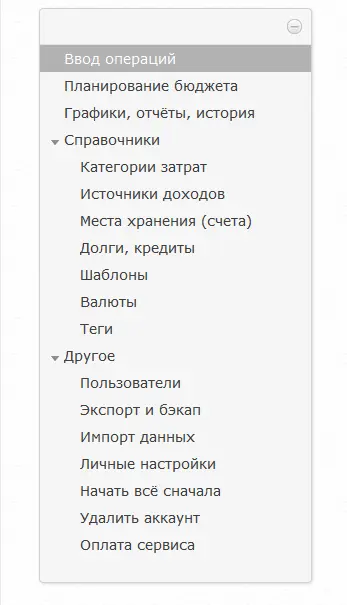 Ввод операций
Планирование бюджета
Графики, отчёты, история
Справочники
Категории затрат
Источники доходов
Места хранения (счета)
Долги, кредиты
Шаблоны
Валюты
Теги
Другое
Пользователи
Экспорт и бэкап
Импорт данных
Личные настройки
Начать всё сначала
Удалить аккаунт
Оплата сервиса